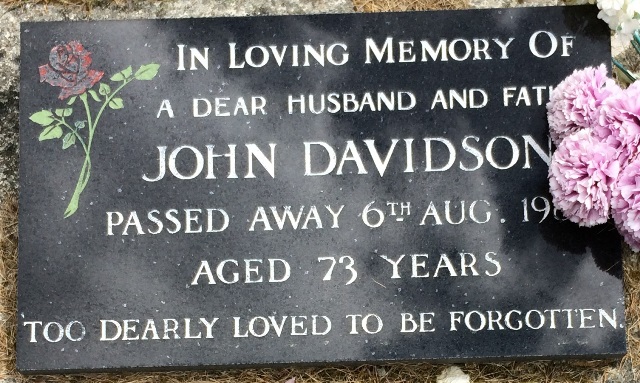 IN LOVING MEMORY OF
A DEAR HUSBAND AND
JOHN DAVIDSON
PASSED AWAY 6TH AUG.
AGED 73 YEARS
TOO DEARLY LOVED TO BE FORGOTTEN.